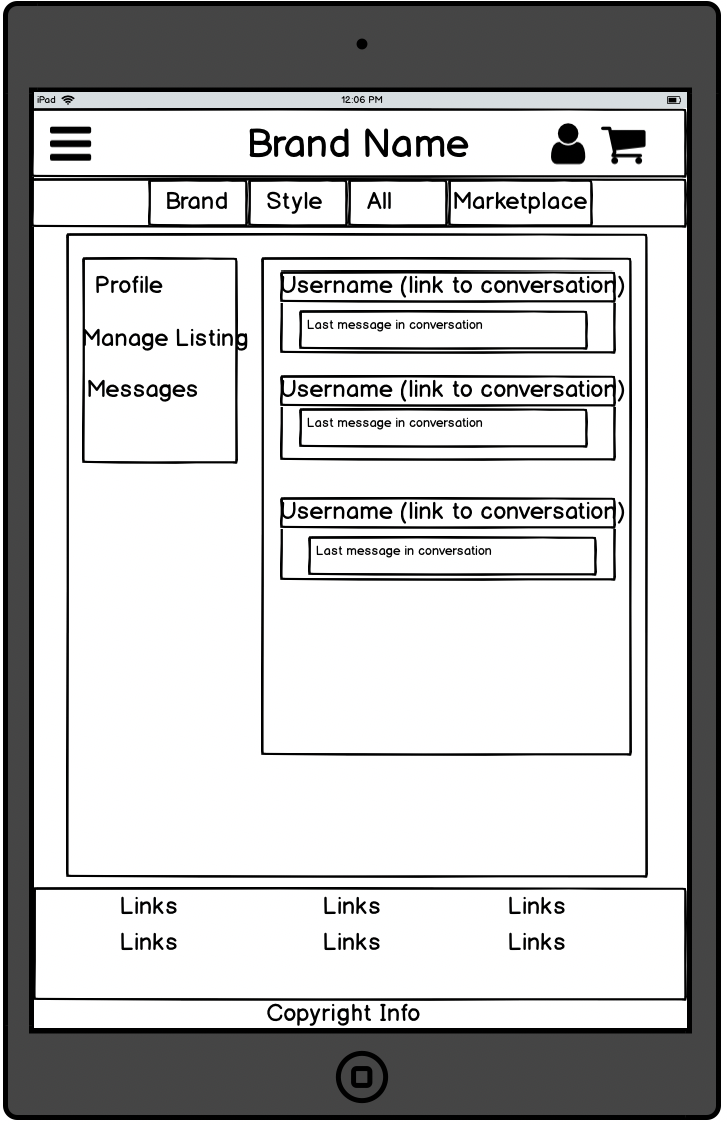 iPad 12:06 PM
Brand Name
Brand Style All Marketplace
Profile
Manage Listing
Messages
Username (link to conversation)
Last message in conversation
Username (link to conversation)
Last message in conversation
Username (link to conversation)
Last message in conversation
Links Links Links
Links Links Links
Copyright Info